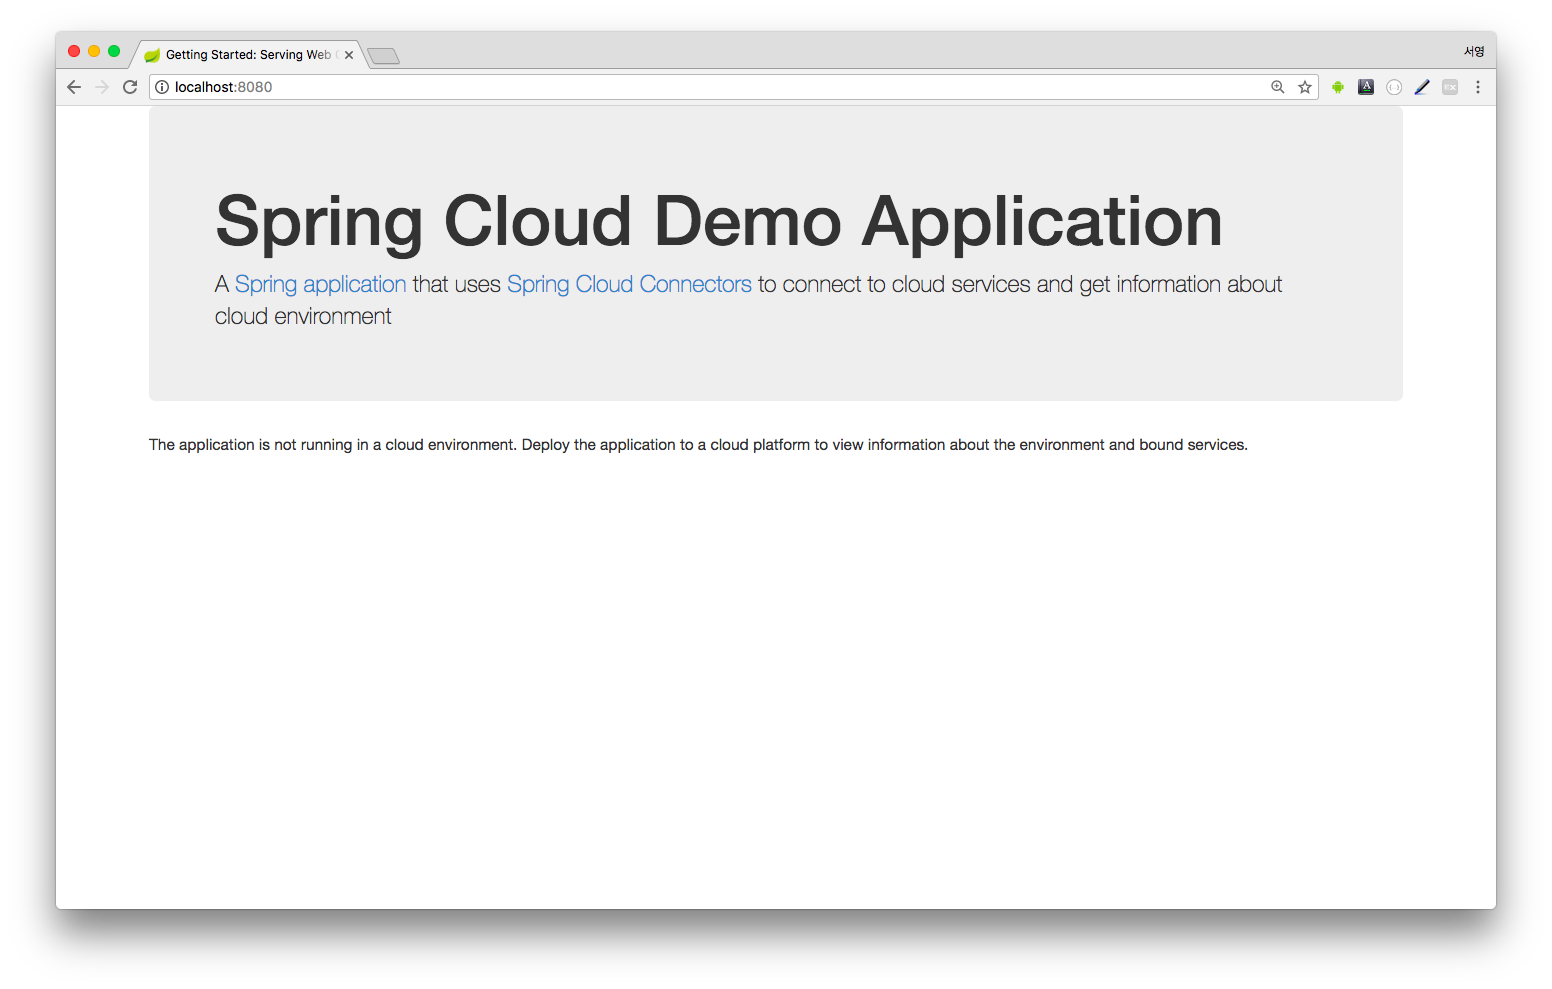 Getting Started: Serving Web
서영
localhost:8080
Spring Cloud Demo Application
A Spring application that uses Spring Cloud Connectors to connect to cloud services and get information about
cloud environment
The application is not running in a cloud environment. Deploy the application to a cloud platform to view information about the environment and bound services.